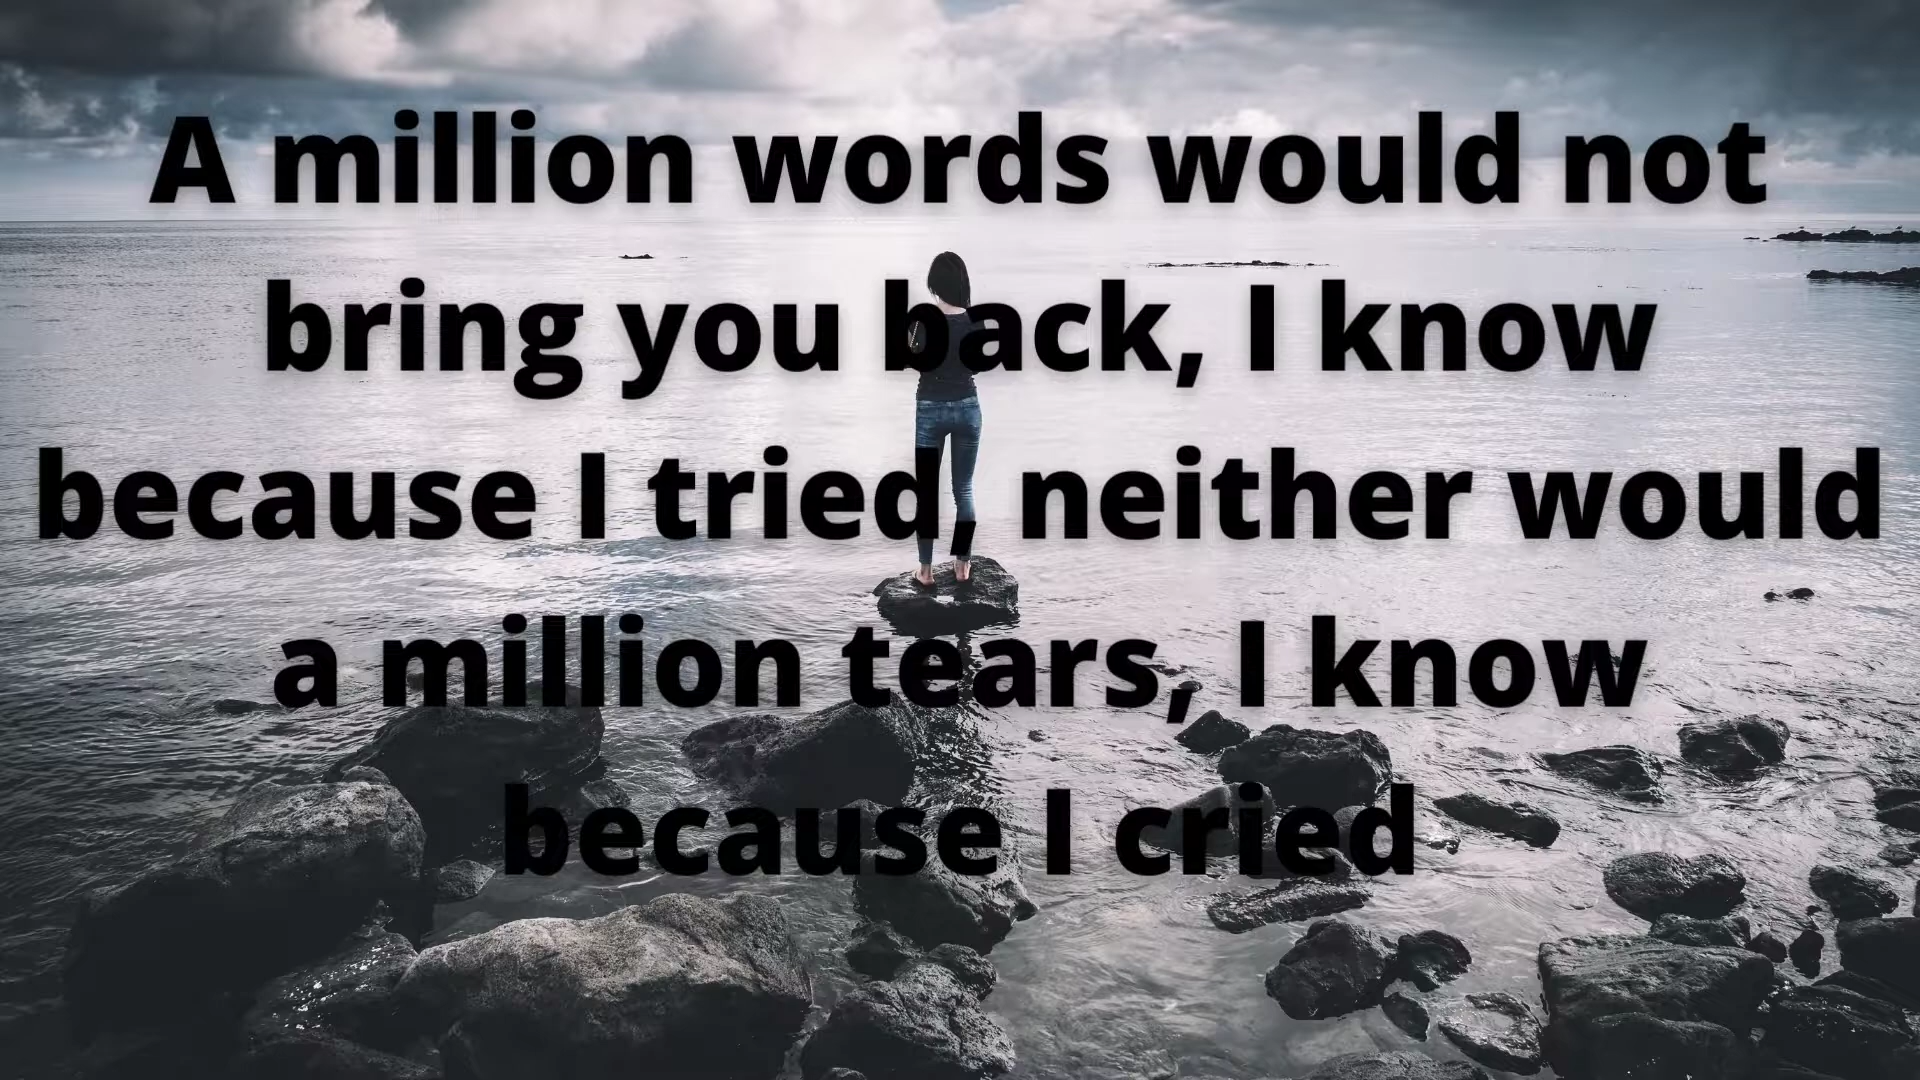 A million words would not
bring you back, I know
because I tried, neither would
a million tears, I know
because I cried